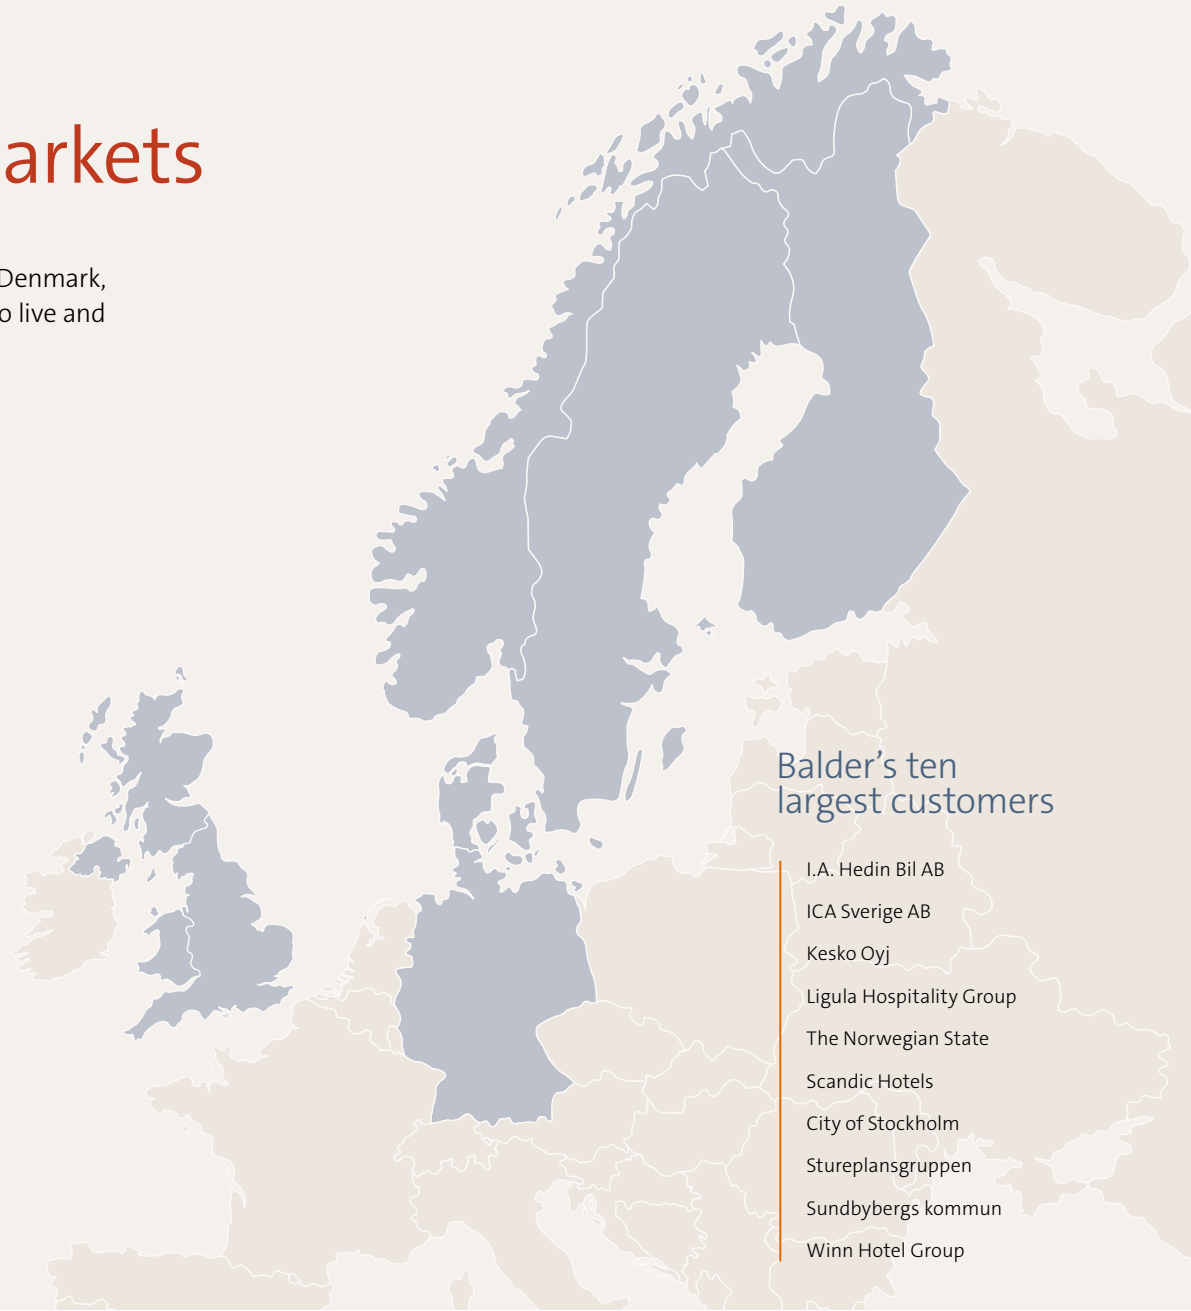 arkets
Denmark,
o live and
Balder’s ten
largest customers
I.A. Hedin Bil AB
ICA Sverige AB
Kesko Oyj
Ligula Hospitality Group
The Norwegian State
Scandic Hotels
City of Stockholm
Stureplansgruppen
Sundbybergs kommun
Winn Hotel Group